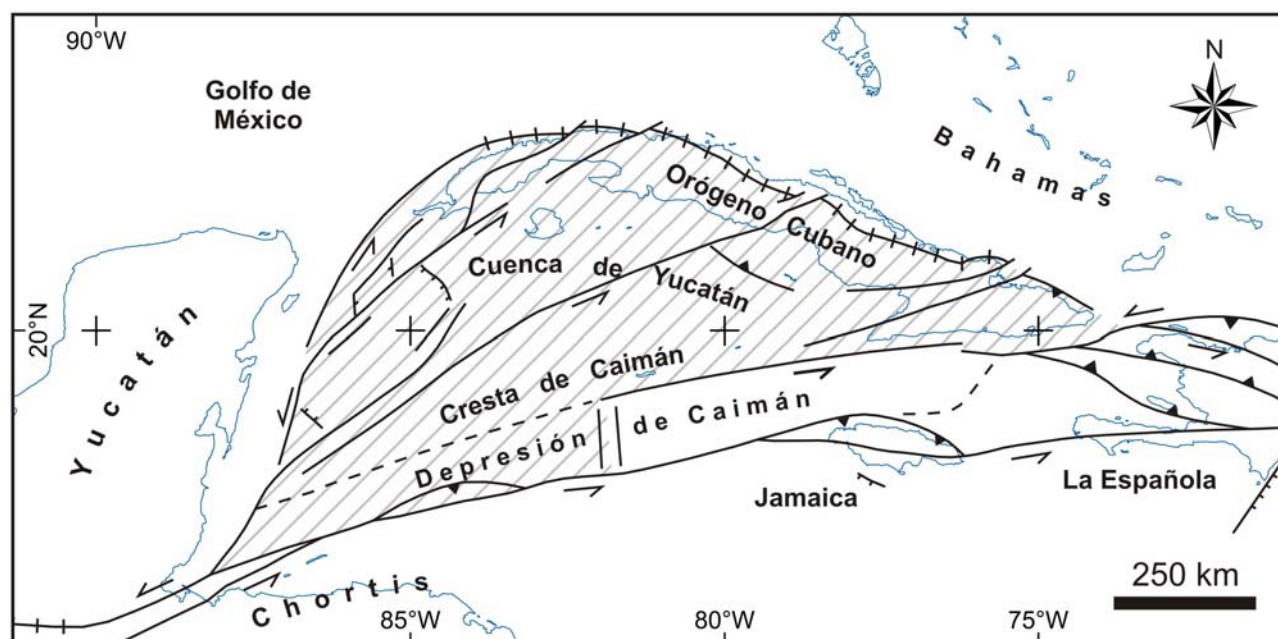 90°W
Golfo de
México
N
Bahamas
Orógeno Cubano
Cuenca de Yucatán
20°N
Yucatán
Cresta de Caimán
Depresión de Caimán
Jamaica
La Española
Chortis
250 km
85°W
80°W
75°W